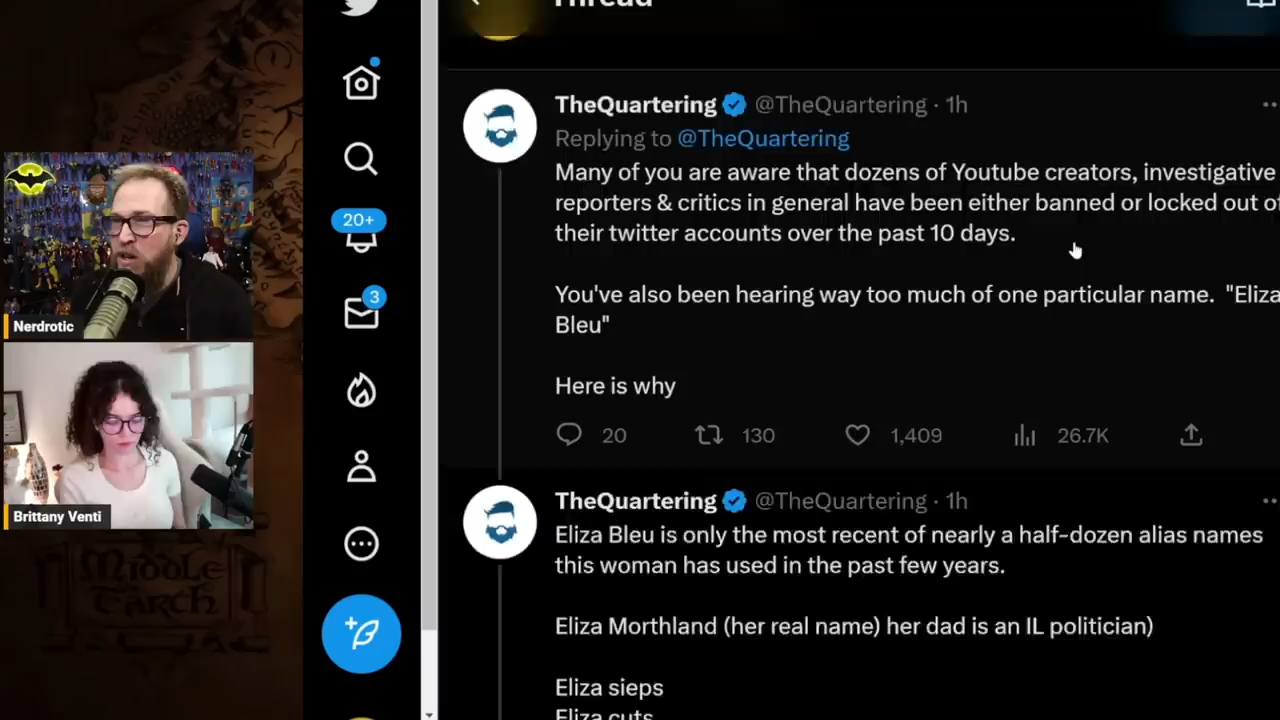 Thread
TheQuartering @TheQuartering · 1h
Replying to @TheQuartering
Many of you are aware that dozens of Youtube creators, investigative
reporters & critics in general have been either banned or locked out of
their twitter accounts over the past 10 days.
You've also been hearing way too much of one particular name. "Eliza
Bleu"
Here is why
20 130 1,409 26.7K
TheQuartering @TheQuartering · 1h
Eliza Bleu is only the most recent of nearly a half-dozen alias names
this woman has used in the past few years.
Eliza Morthland (her real name) her dad is an IL politician)
Eliza sieps
Eliza cuts
20+
3
Nerdrotic
Brittany Venti
MIDDLE
EARTH